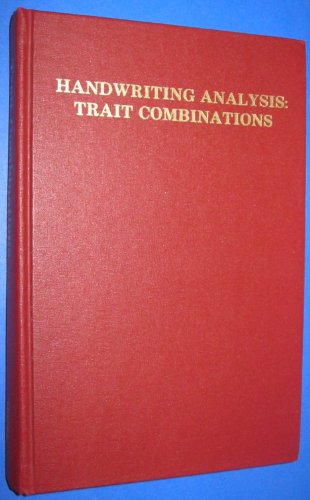 HANDWRITING ANALYSIS:
TRAIT COMBINATIONS